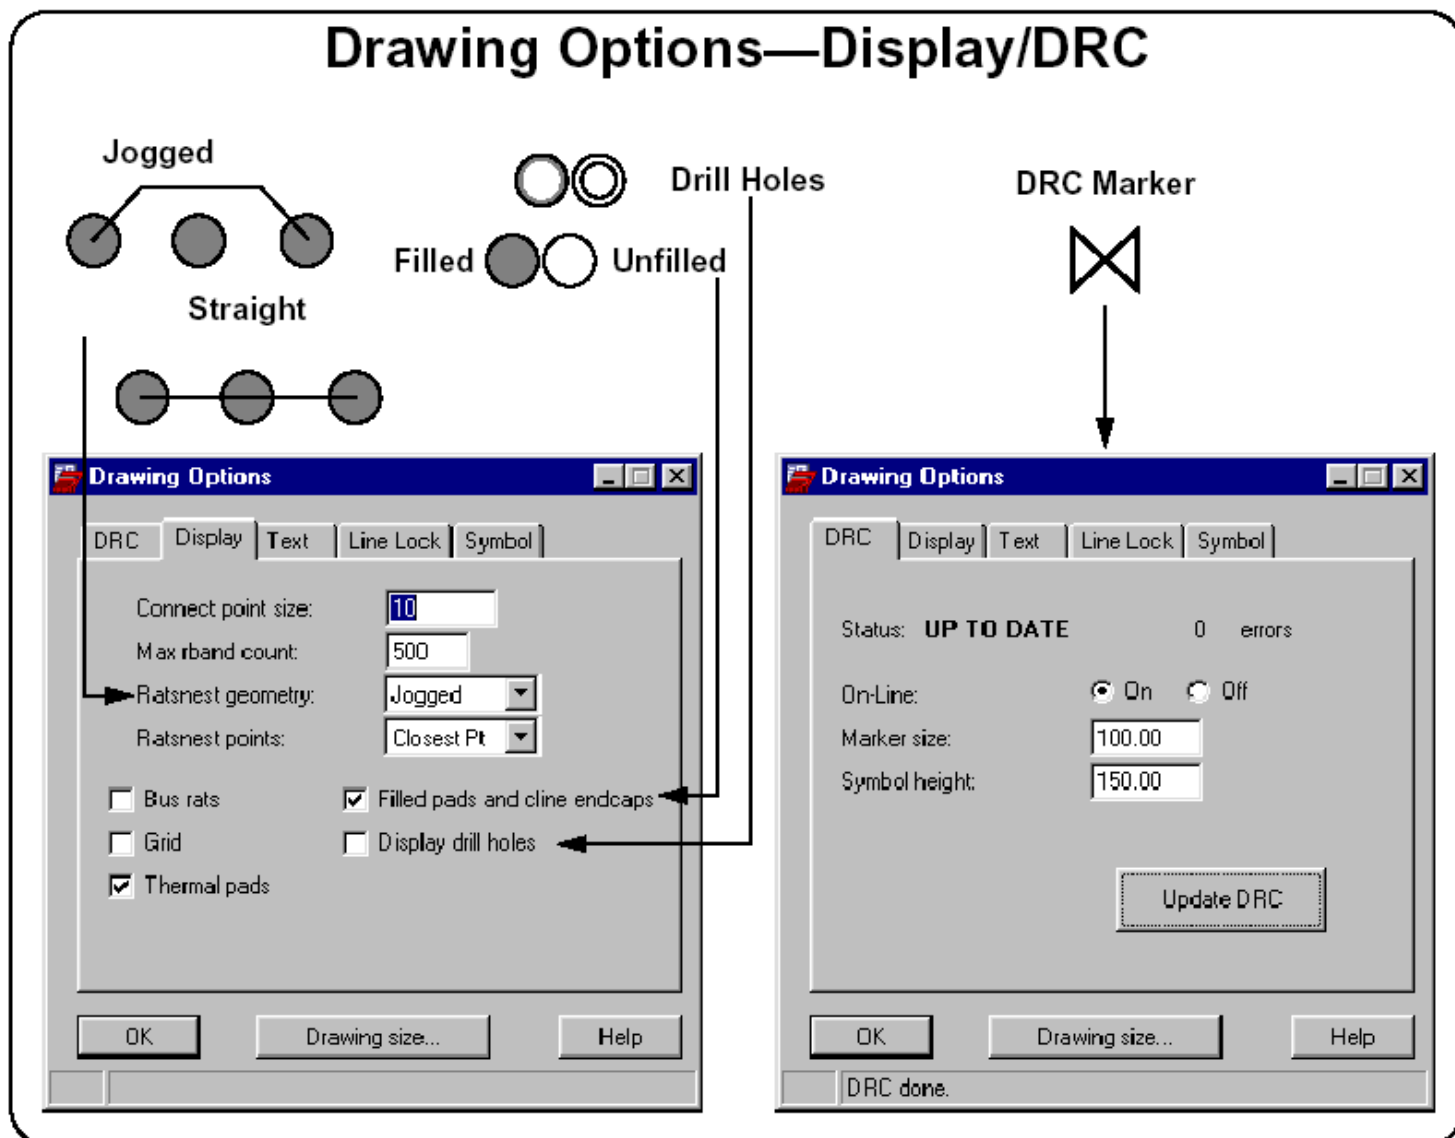 Drawing Options—Display/DRC
Jogged
Drill Holes
DRC Marker
Filled
Unfilled
Straight
Drawing Options
DRC Display Text Line Lock Symbol
Connect point size: 10
Max rband count: 500
Ratsnest geometry: Jogged
Ratsnest points: Closest Pt
Bus rats Filled pads and cline endcaps
Grid Display drill holes
Thermal pads
OK Drawing size... Help
Drawing Options
DRC Display Text Line Lock Symbol
Status: UP TO DATE 0 errors
On-Line: On Off
Marker size: 100.00
Symbol height: 150.00
Update DRC
OK Drawing size... Help
DRC done.